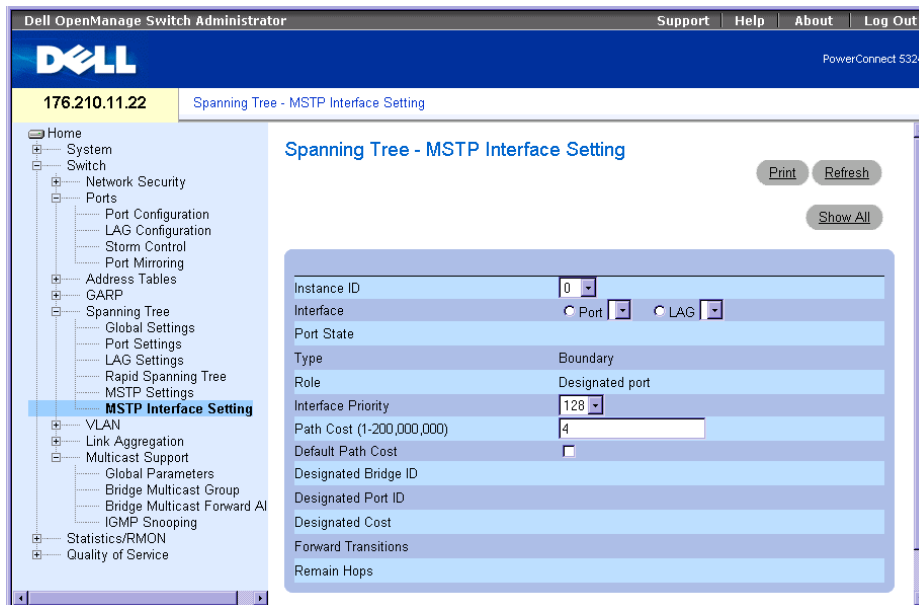 Dell OpenManage Switch Administrator Support Help About Log Out
DELL
PowerConnect 532
176.210.11.22 Spanning Tree - MSTP Interface Setting
Home
System
Switch
Network Security
Ports
Port Configuration
LAG Configuration
Storm Control
Port Mirroring
Address Tables
GARP
Spanning Tree
Global Settings
Port Settings
LAG Settings
Rapid Spanning Tree
MSTP Settings
MSTP Interface Setting
VLAN
Link Aggregation
Multicast Support
Global Parameters
Bridge Multicast Group
Bridge Multicast Forward Al
IGMP Snooping
Statistics/RMON
Quality of Service
Spanning Tree - MSTP Interface Setting
Print Refresh
Show All
Instance ID 0
Interface Port LAG
Port State
Type Boundary
Role Designated port
Interface Priority 128
Path Cost (1-200,000,000) 4
Default Path Cost
Designated Bridge ID
Designated Port ID
Designated Cost
Forward Transitions
Remain Hops